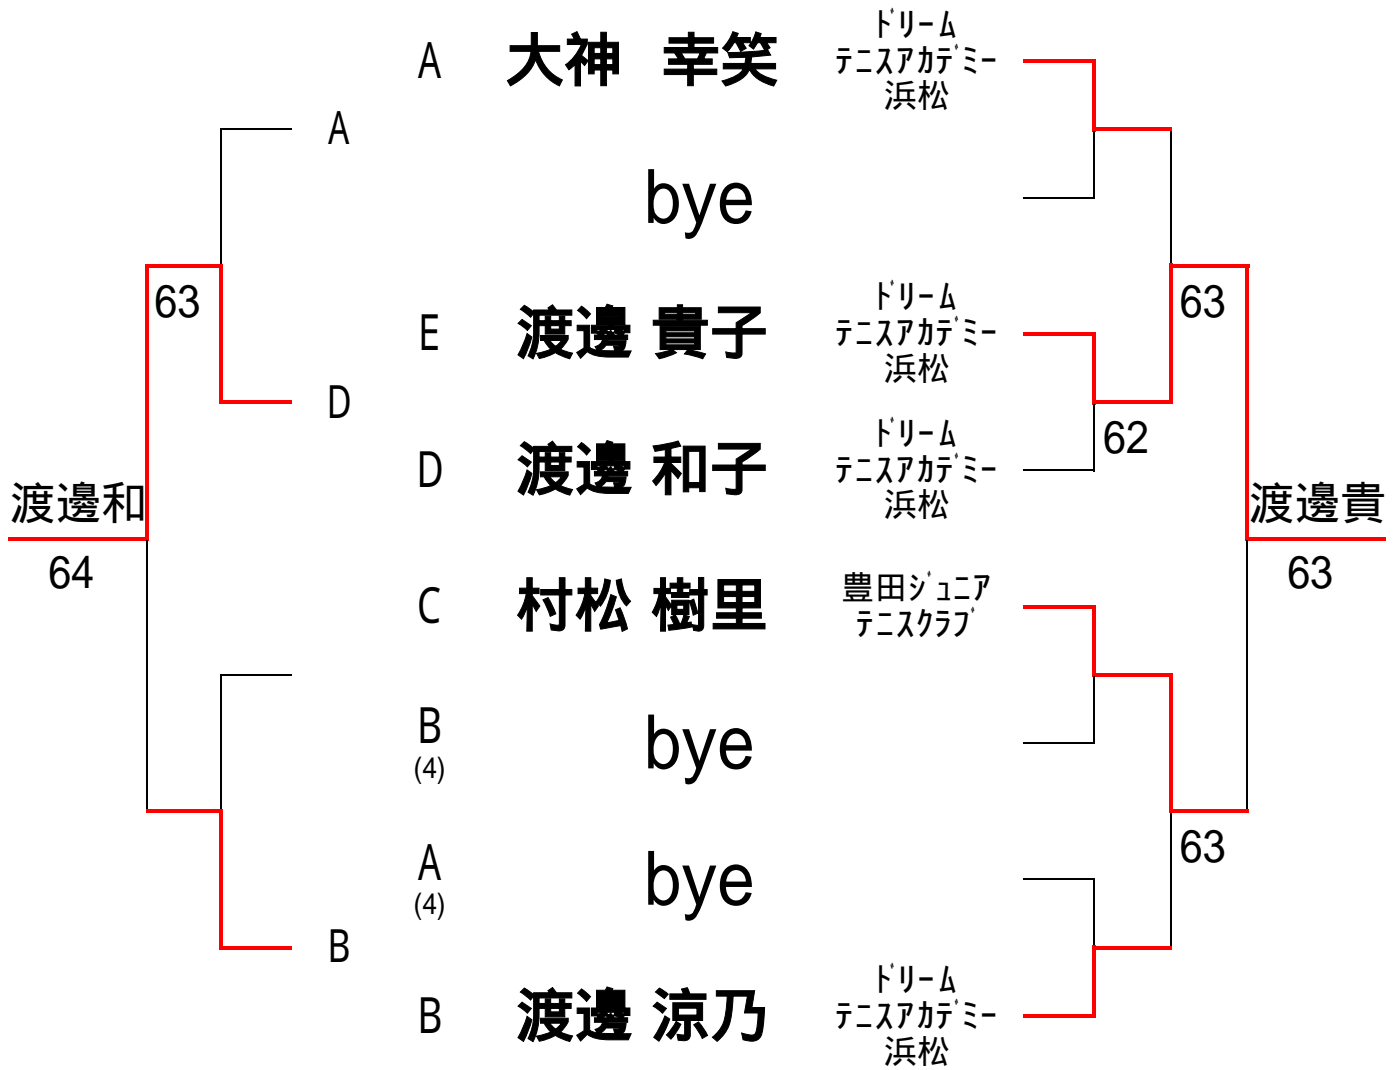 A 大神 幸笑 ドリーム
テニスアカデミー
浜松
A
bye
63
63
E 渡邊 貴子 ドリーム
テニスアカデミー
浜松
D
62
D 渡邊 和子 ドリーム
テニスアカデミー
浜松
渡邊和
渡邊貴
64
63
C 村松 樹里 豊田ジュニア
テニスクラブ
B
(4)
bye
63
A
(4)
bye
B
B 渡邊 涼乃 ドリーム
テニスアカデミー
浜松